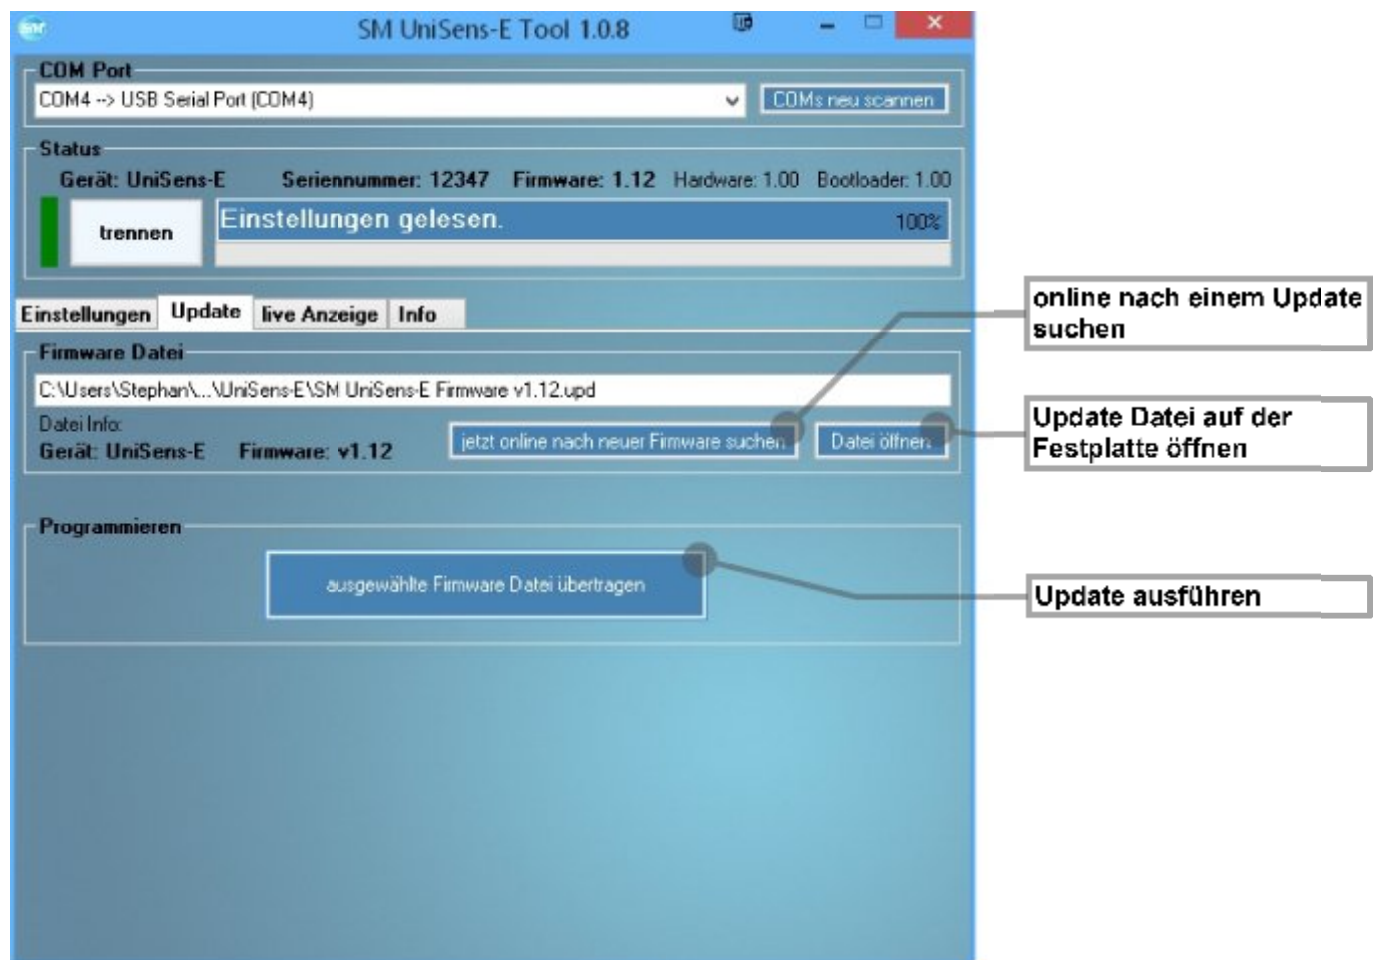 SM UniSens-E Tool 1.0.8
COM Port
COM4 --> USB Serial Port (COM4)
COMs neu scannen
Status
Gerät: UniSens-E Seriennummer: 12347 Firmware: 1.12 Hardware: 1.00 Bootloader: 1.00
trennen
Einstellungen gelesen.
100%
Einstellungen Update live Anzeige Info
online nach einem Update
suchen
Firmware Datei
C:\Users\Stephan\...\UniSens-E\SM UniSens-E Firmware v1.12.upd
Datei Info:
Gerät: UniSens-E Firmware: v1.12
jetzt online nach neuer Firmware suchen
Datei öffnen
Update Datei auf der
Festplatte öffnen
Programmieren
ausgewählte Firmware Datei übertragen
Update ausführen